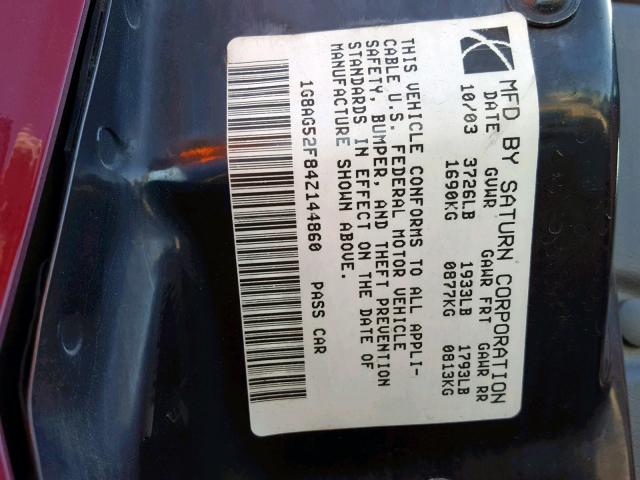 MFD BY SATURN CORPORATION
DATE GVWR GAWR FRT GAWR RR
10/03 3726LB 1933LB 1793LB
1690KG 0877KG 0813KG
THIS VEHICLE CONFORMS TO ALL APPLI-
CABLE U.S. FEDERAL MOTOR VEHICLE
SAFETY, BUMPER, AND THEFT PREVENTION
STANDARDS IN EFFECT ON THE DATE OF
MANUFACTURE SHOWN ABOVE.
1G8AG52F84Z144860 PASS CAR